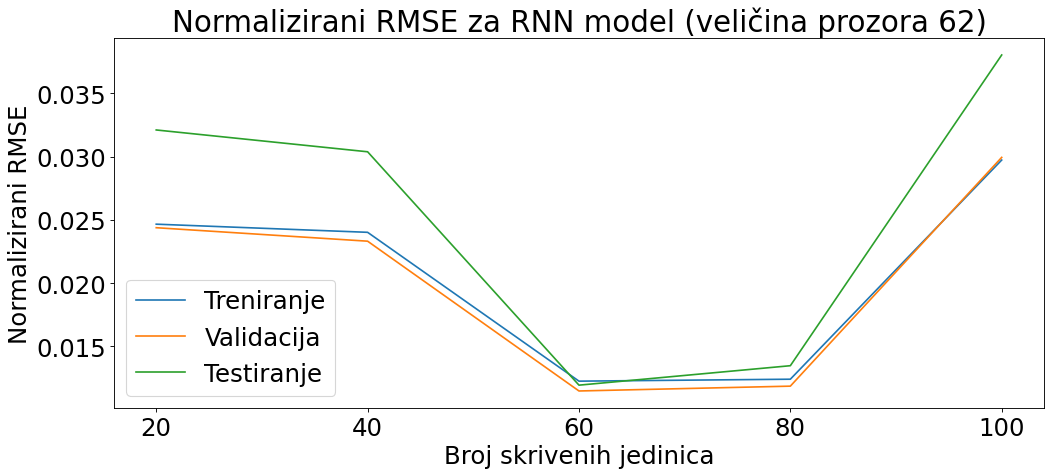 Normalizirani RMSE za RNN model (veličina prozora 62)
Normalizirani RMSE
0.035
0.030
0.025
0.020
0.015
Treniranje
Validacija
Testiranje
20 40 60 80 100
Broj skrivenih jedinica